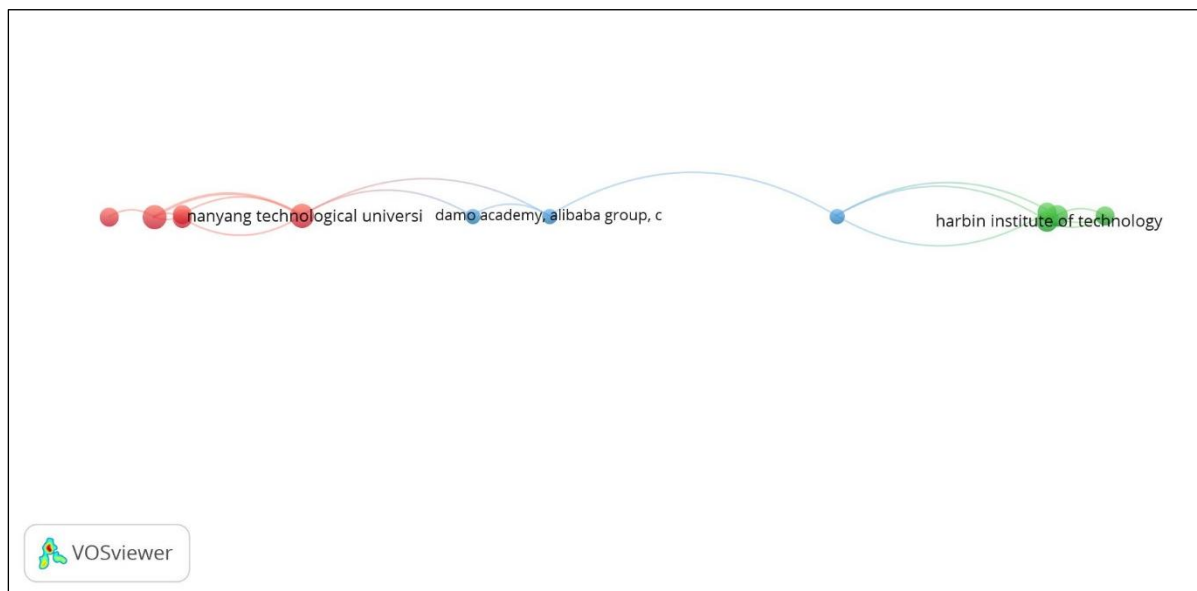 nanyang technological universi
damo academy, alibaba group, c
harbin institute of technology
VOSviewer